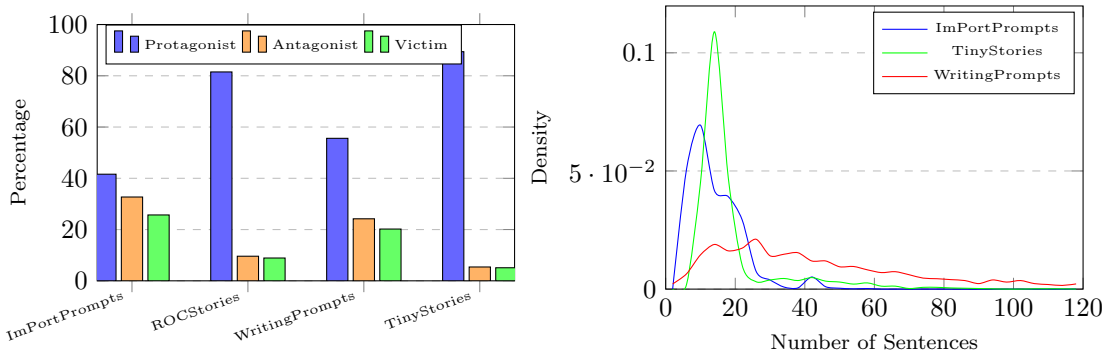 100
80
60
40
20
0
Percentage
Protagonist Antagonist Victim
ImPortPrompts
ROCStories
WritingPrompts
TinyStories
0.1
5 · 10⁻²
0
Density
ImPortPrompts
TinyStories
WritingPrompts
0 20 40 60 80 100 120
Number of Sentences